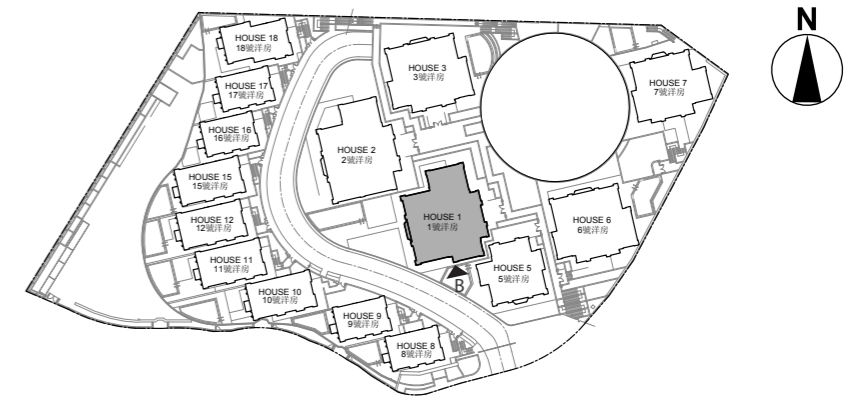 N
HOUSE 18
18號洋房
HOUSE 3
3號洋房
HOUSE 7
7號洋房
HOUSE 17
17號洋房
HOUSE 16
16號洋房
HOUSE 2
2號洋房
HOUSE 15
15號洋房
HOUSE 1
1號洋房
HOUSE 6
6號洋房
HOUSE 12
12號洋房
HOUSE 11
11號洋房
HOUSE 5
5號洋房
B
HOUSE 10
10號洋房
HOUSE 9
9號洋房
HOUSE 8
8號洋房